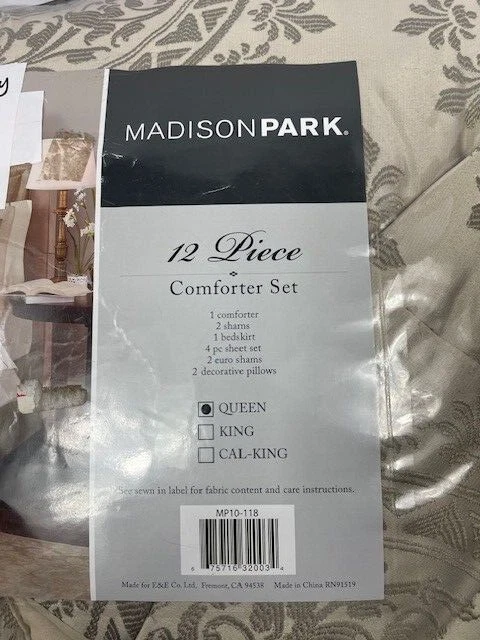 MADISONPARK®
12 Piece
Comforter Set
1 comforter
2 shams
1 bedskirt
4 pc sheet set
2 euro shams
2 decorative pillows
QUEEN
KING
CAL-KING
See sewn in label for fabric content and care instructions.
MP10-118
6 75716 32003 4
Made for E&E Co. Ltd, Fremont, CA 94538 Made in China RN91519